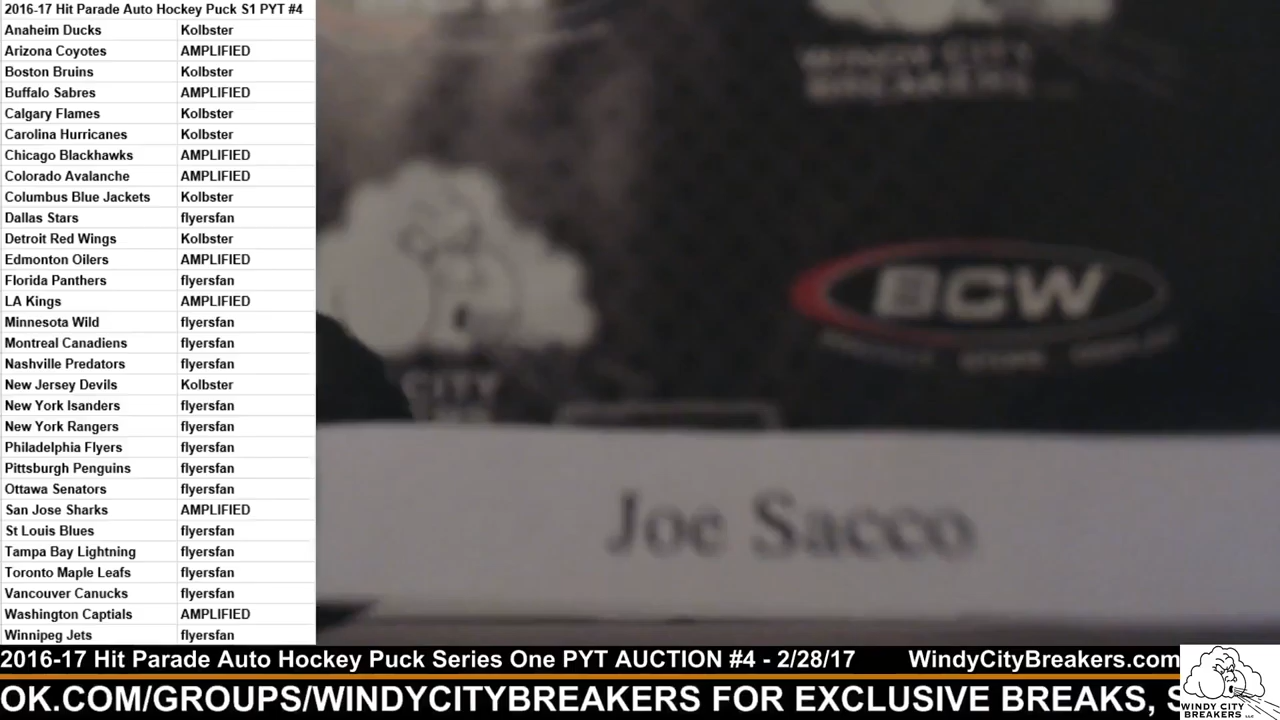 2016-17 Hit Parade Auto Hockey Puck S1 PYT #4
Anaheim Ducks Kolbster
Arizona Coyotes AMPLIFIED
Boston Bruins Kolbster
Buffalo Sabres AMPLIFIED
Calgary Flames Kolbster
Carolina Hurricanes Kolbster
Chicago Blackhawks AMPLIFIED
Colorado Avalanche AMPLIFIED
Columbus Blue Jackets Kolbster
Dallas Stars flyersfan
Detroit Red Wings Kolbster
Edmonton Oilers AMPLIFIED
Florida Panthers flyersfan
LA Kings AMPLIFIED
Minnesota Wild flyersfan
Montreal Canadiens flyersfan
Nashville Predators flyersfan
New Jersey Devils Kolbster
New York Isanders flyersfan
New York Rangers flyersfan
Philadelphia Flyers flyersfan
Pittsburgh Penguins flyersfan
Ottawa Senators flyersfan
San Jose Sharks AMPLIFIED
St Louis Blues flyersfan
Tampa Bay Lightning flyersfan
Toronto Maple Leafs flyersfan
Vancouver Canucks flyersfan
Washington Captials AMPLIFIED
Winnipeg Jets flyersfan
WINDY CITY
BREAKERS
BCW
CITY
Joe Sacco
2016-17 Hit Parade Auto Hockey Puck Series One PYT AUCTION #4 - 2/28/17 WindyCityBreakers.com
OK.COM/GROUPS/WINDYCITYBREAKERS FOR EXCLUSIVE BREAKS, S
WINDY CITY
BREAKERS LLC